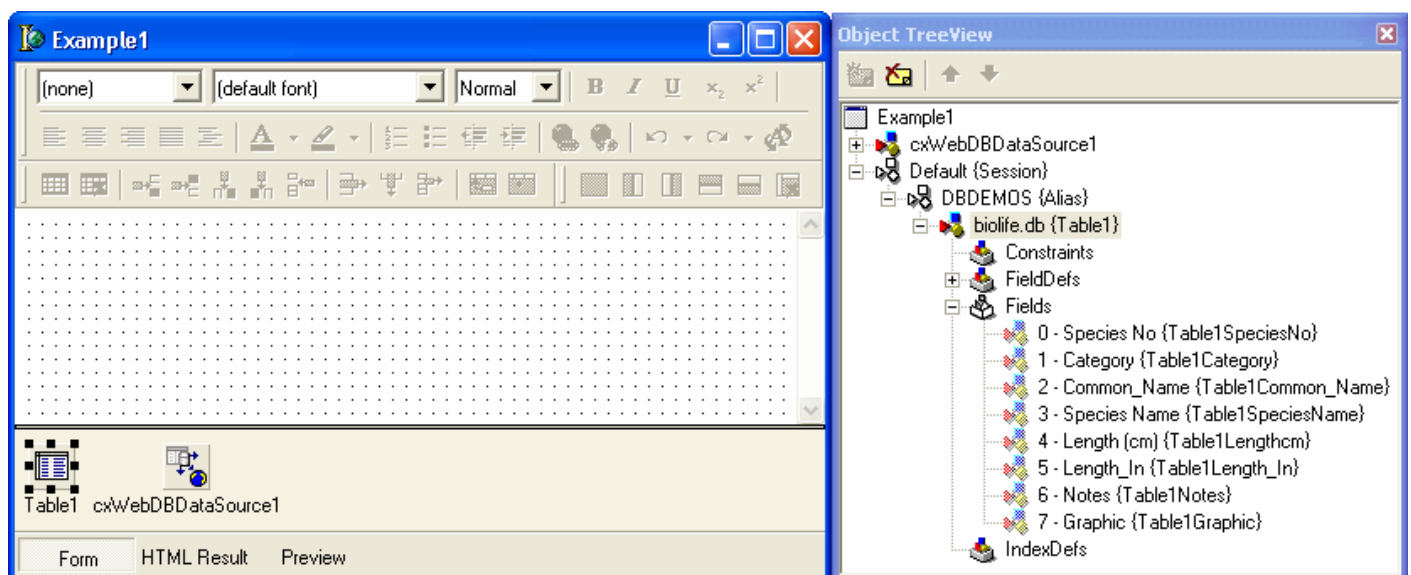 Example1
(none) (default font) Normal B I U x2 x2
A
Table1 cxWebDBDataSource1
Form HTML Result Preview
Object TreeView
Example1
cxWebDBDataSource1
Default {Session}
DBDEMOS {Alias}
biolife.db {Table1}
Constraints
FieldDefs
Fields
0 - Species No {Table1SpeciesNo}
1 - Category {Table1Category}
2 - Common_Name {Table1Common_Name}
3 - Species Name {Table1SpeciesName}
4 - Length (cm) {Table1Lengthcm}
5 - Length_In {Table1Length_In}
6 - Notes {Table1Notes}
7 - Graphic {Table1Graphic}
IndexDefs